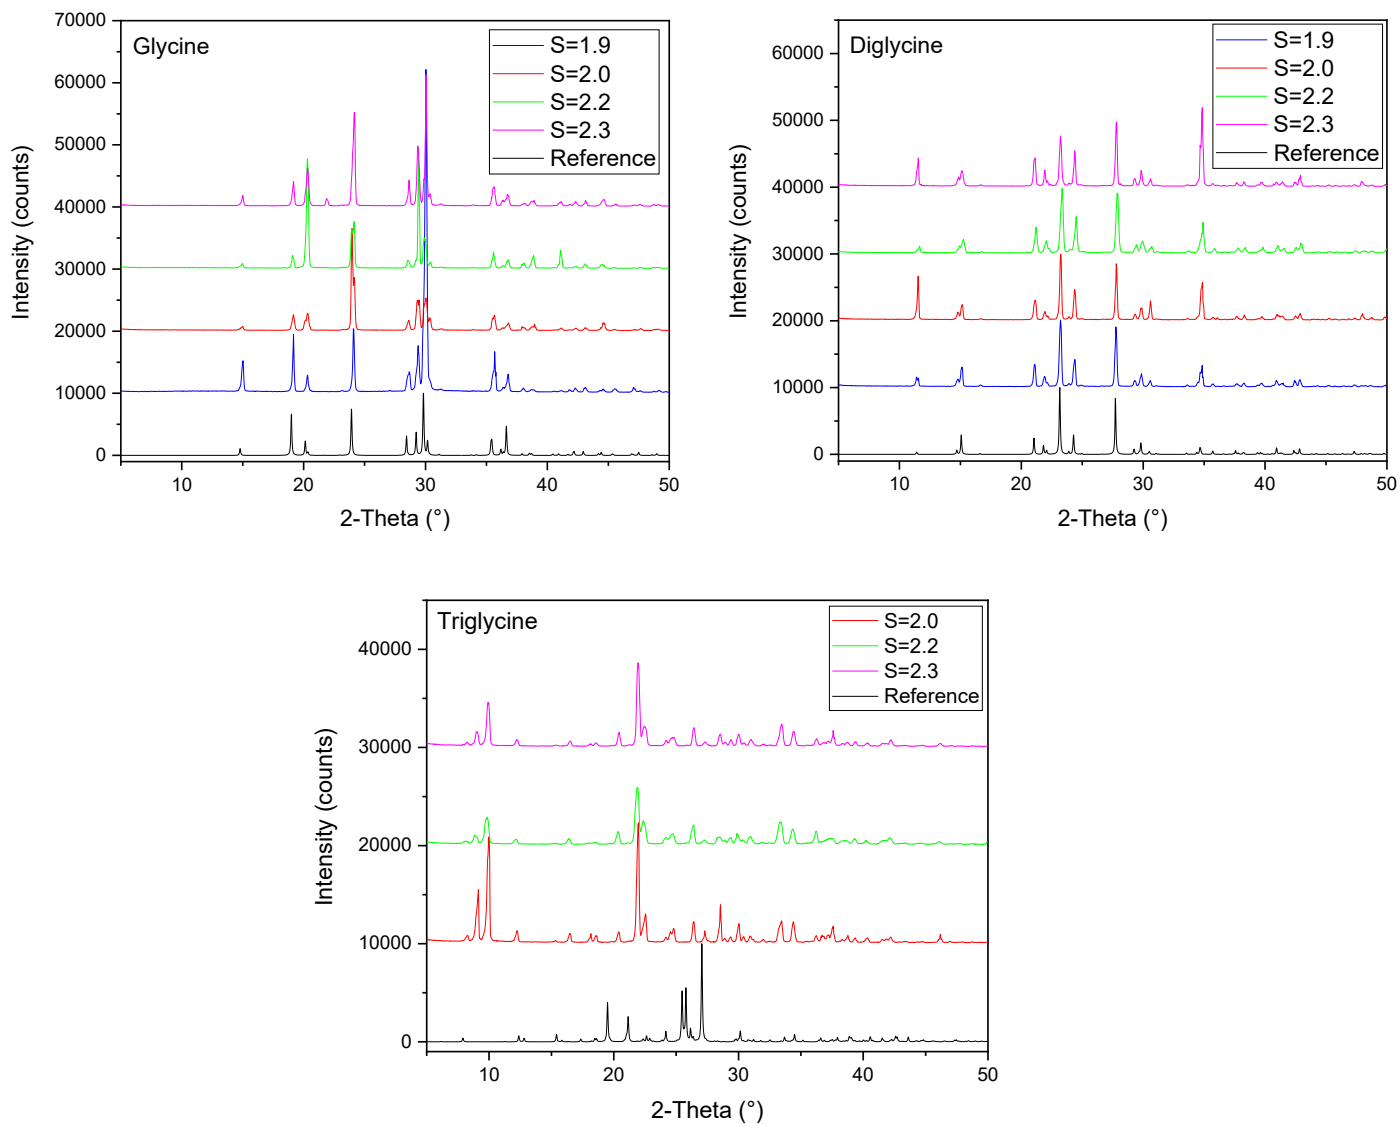 Glycine
S=1.9
S=2.0
S=2.2
S=2.3
Reference
70000
60000
50000
40000
30000
20000
10000
0
Intensity (counts)
10
20
30
40
50
2-Theta (°)
Diglycine
S=1.9
S=2.0
S=2.2
S=2.3
Reference
60000
50000
40000
30000
20000
10000
0
Intensity (counts)
10
20
30
40
50
2-Theta (°)
Triglycine
S=2.0
S=2.2
S=2.3
Reference
40000
30000
20000
10000
0
Intensity (counts)
10
20
30
40
50
2-Theta (°)